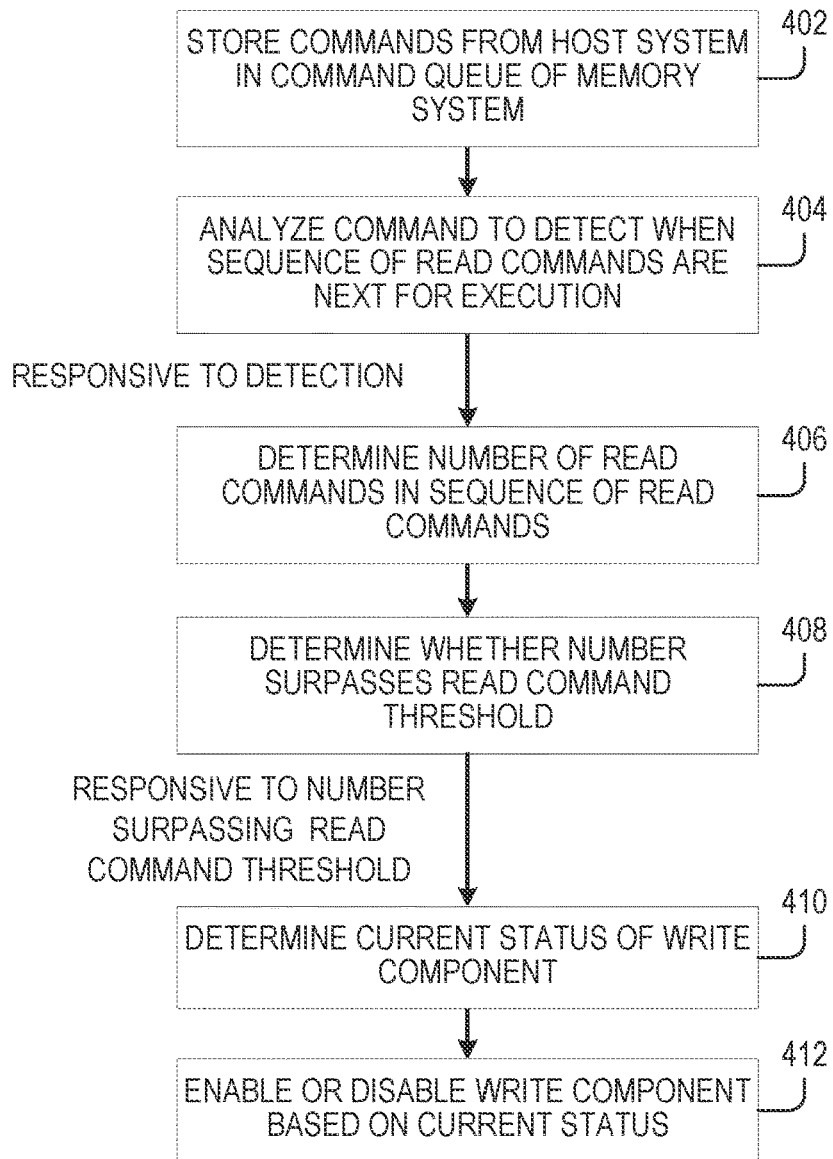 STORE COMMANDS FROM HOST SYSTEM
IN COMMAND QUEUE OF MEMORY
SYSTEM
402
ANALYZE COMMAND TO DETECT WHEN
SEQUENCE OF READ COMMANDS ARE
NEXT FOR EXECUTION
404
RESPONSIVE TO DETECTION
DETERMINE NUMBER OF READ
COMMANDS IN SEQUENCE OF READ
COMMANDS
406
DETERMINE WHETHER NUMBER
SURPASSES READ COMMAND
THRESHOLD
408
RESPONSIVE TO NUMBER
SURPASSING READ
COMMAND THRESHOLD
DETERMINE CURRENT STATUS OF WRITE
COMPONENT
410
ENABLE OR DISABLE WRITE COMPONENT
BASED ON CURRENT STATUS
412